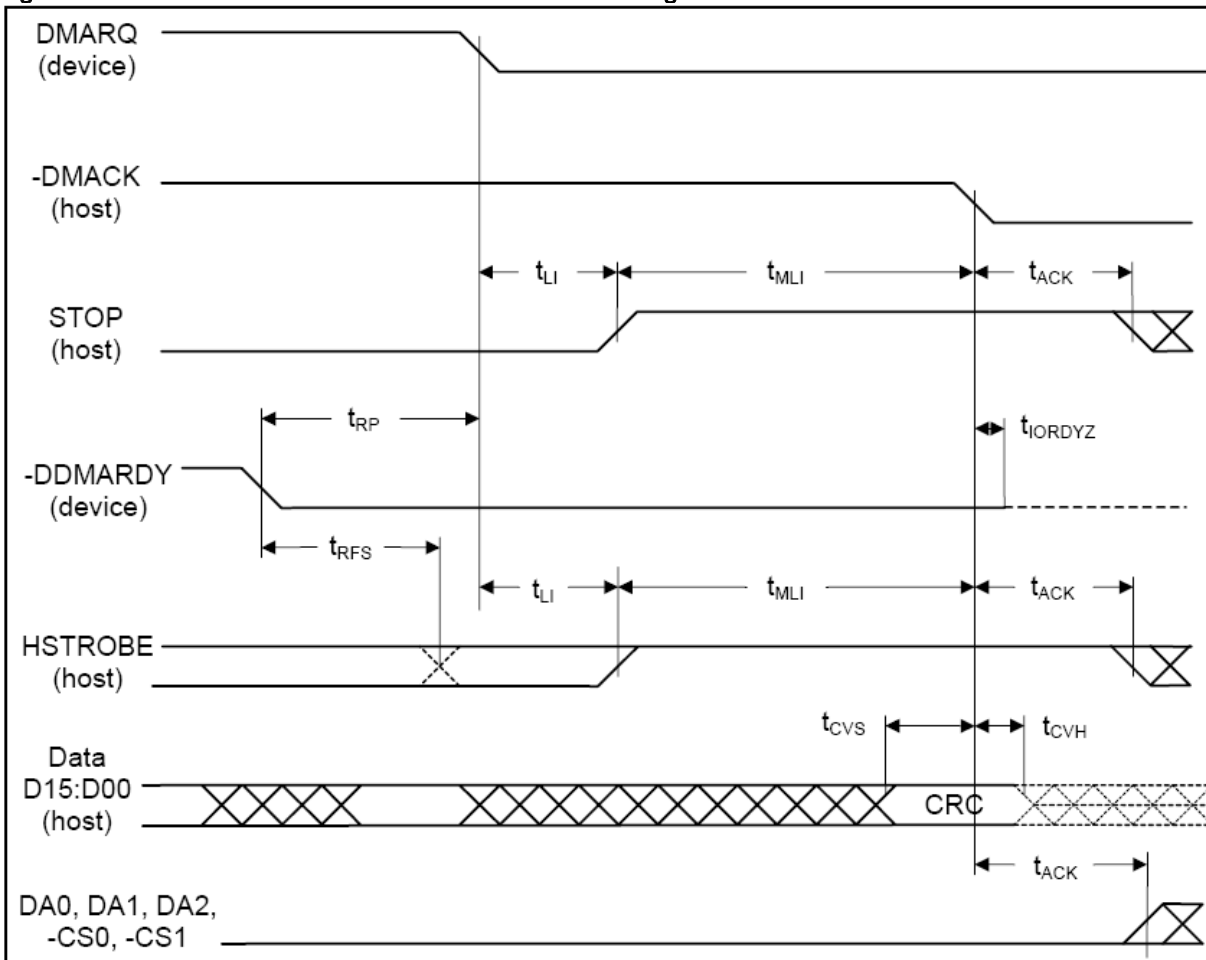 DMARQ
(device)
-DMACK
(host)
tLI
tMLI
tACK
STOP
(host)
tRP
tIORDYZ
-DDMARDY
(device)
tRFS
tLI
tMLI
tACK
HSTROBE
(host)
tCVS
tCVH
Data
D15:D00
(host)
CRC
tACK
DA0, DA1, DA2,
-CS0, -CS1